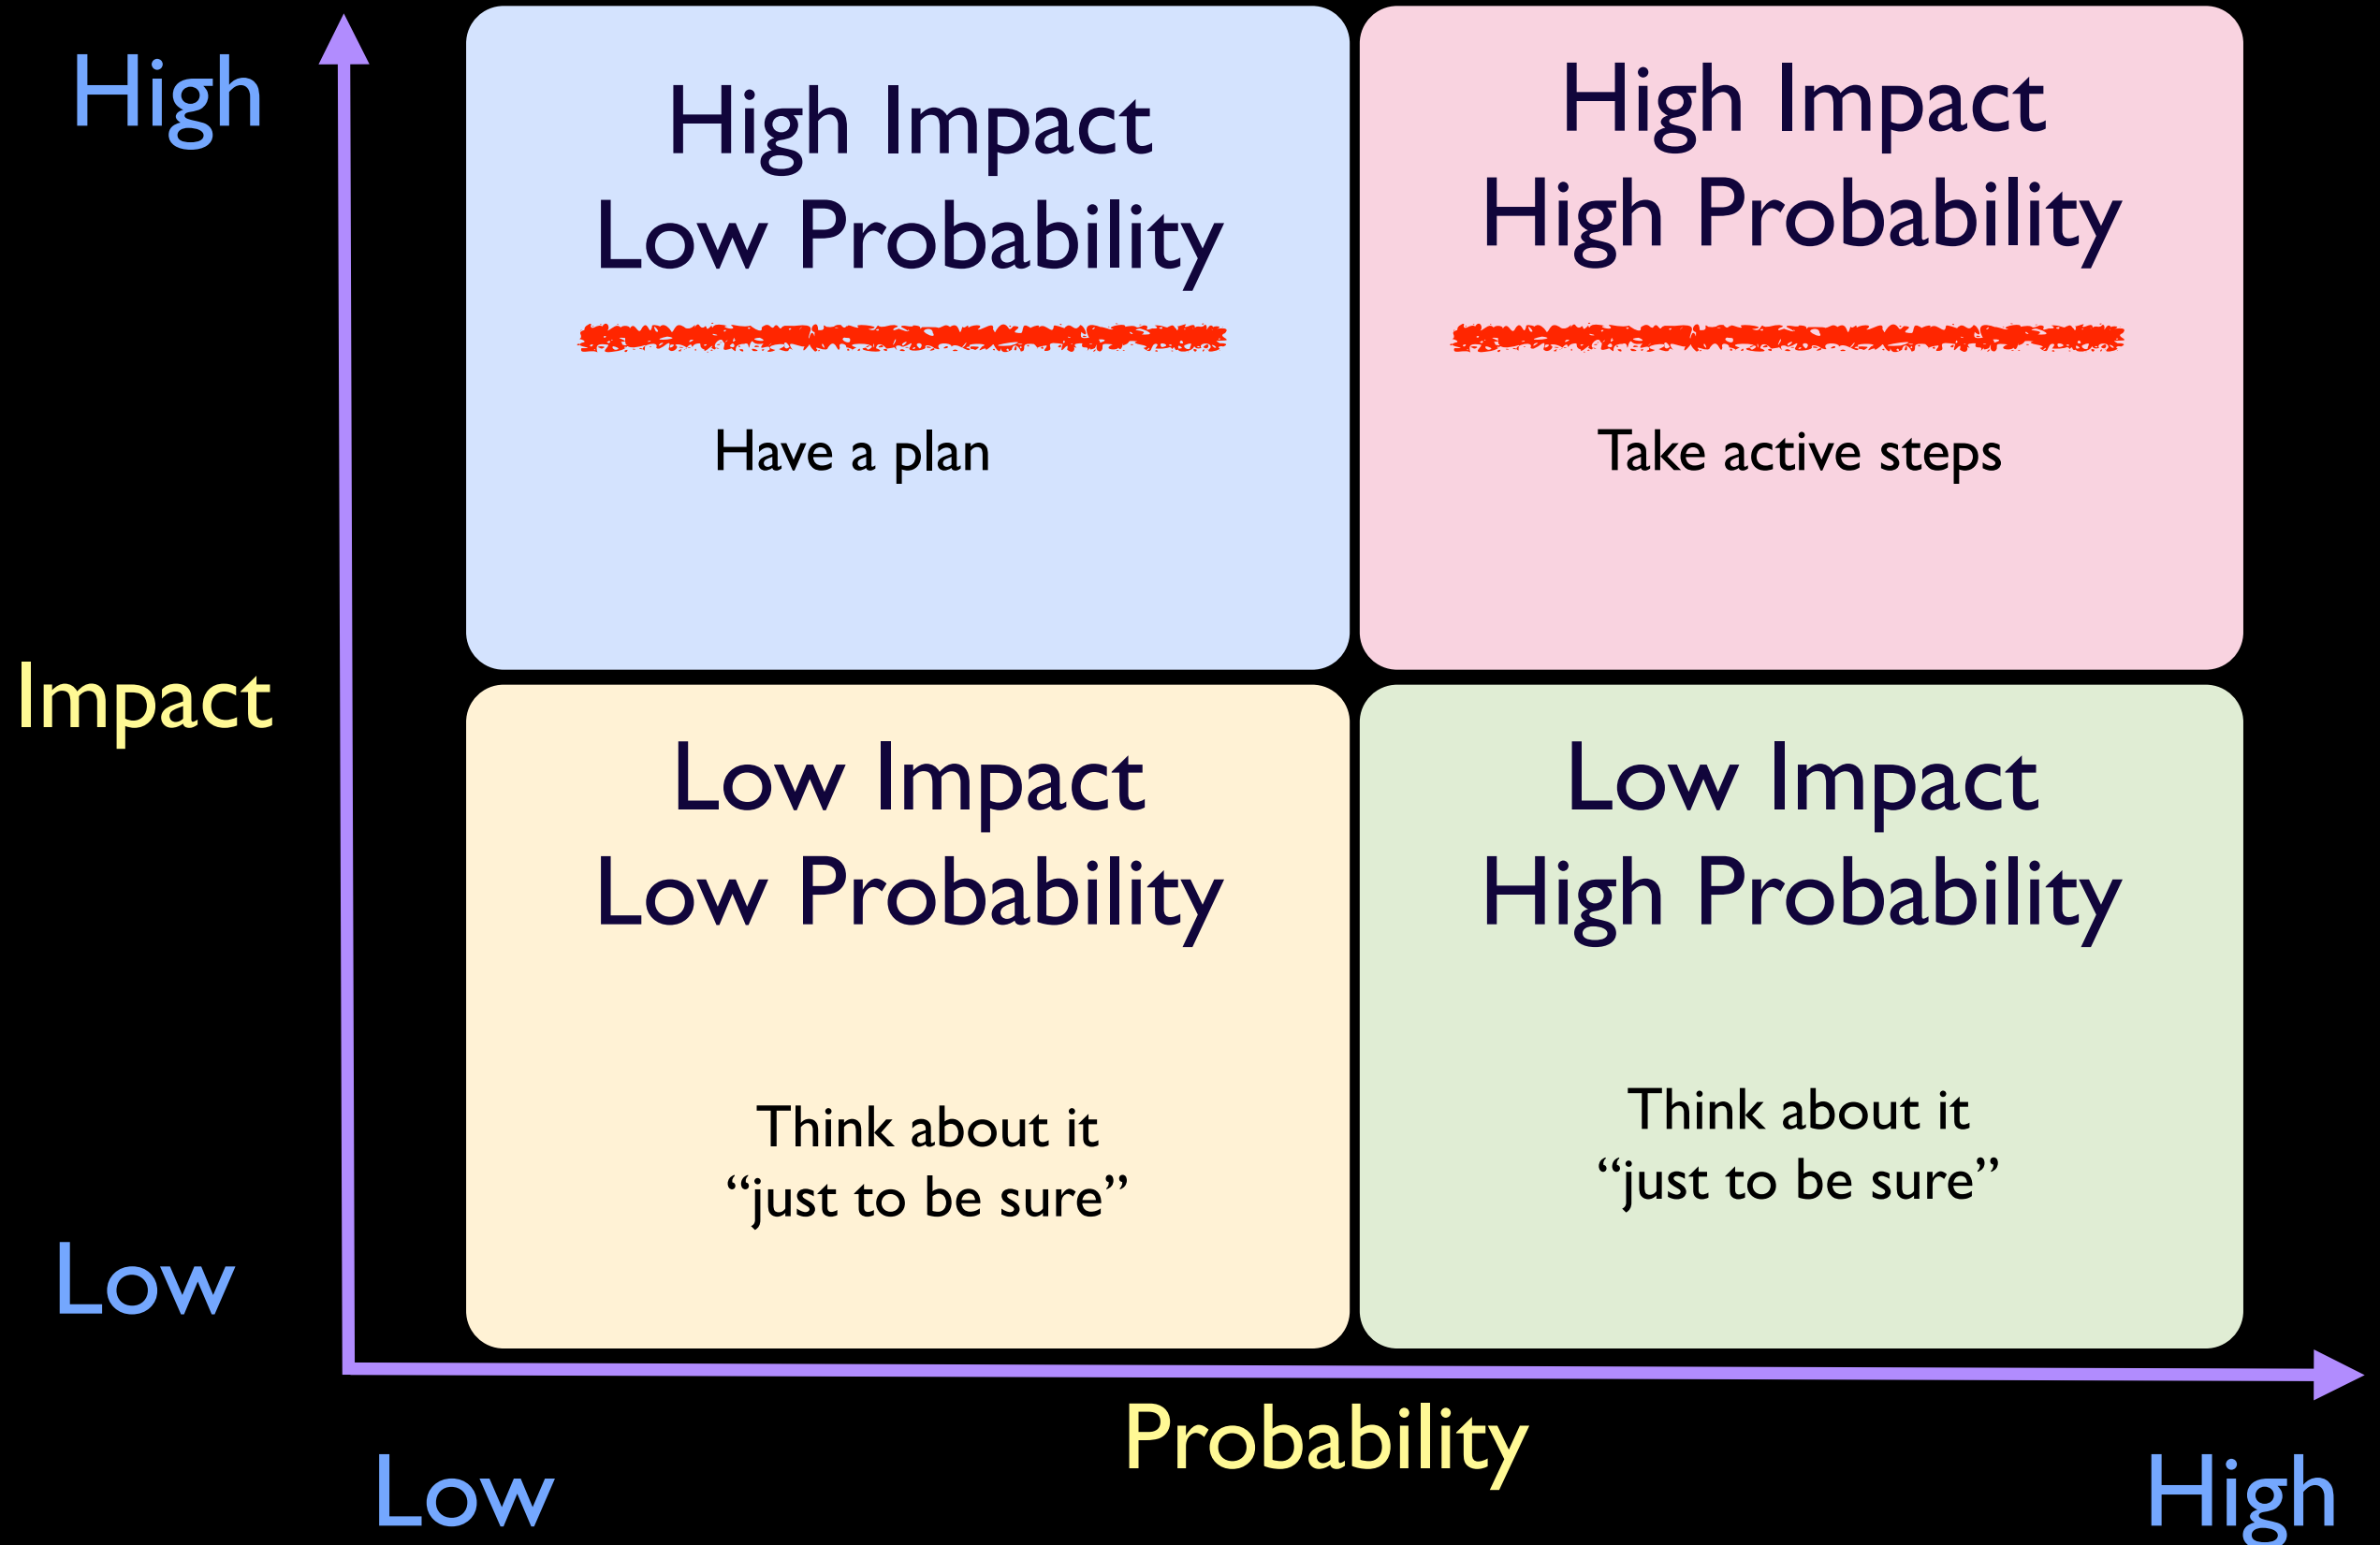 High
High Impact
Low Probability
Have a plan
High Impact
High Probability
Take active steps
Impact
Low Impact
Low Probability
Think about it
“just to be sure”
Low Impact
High Probability
Think about it
“just to be sure”
Low
Probability
Low
High